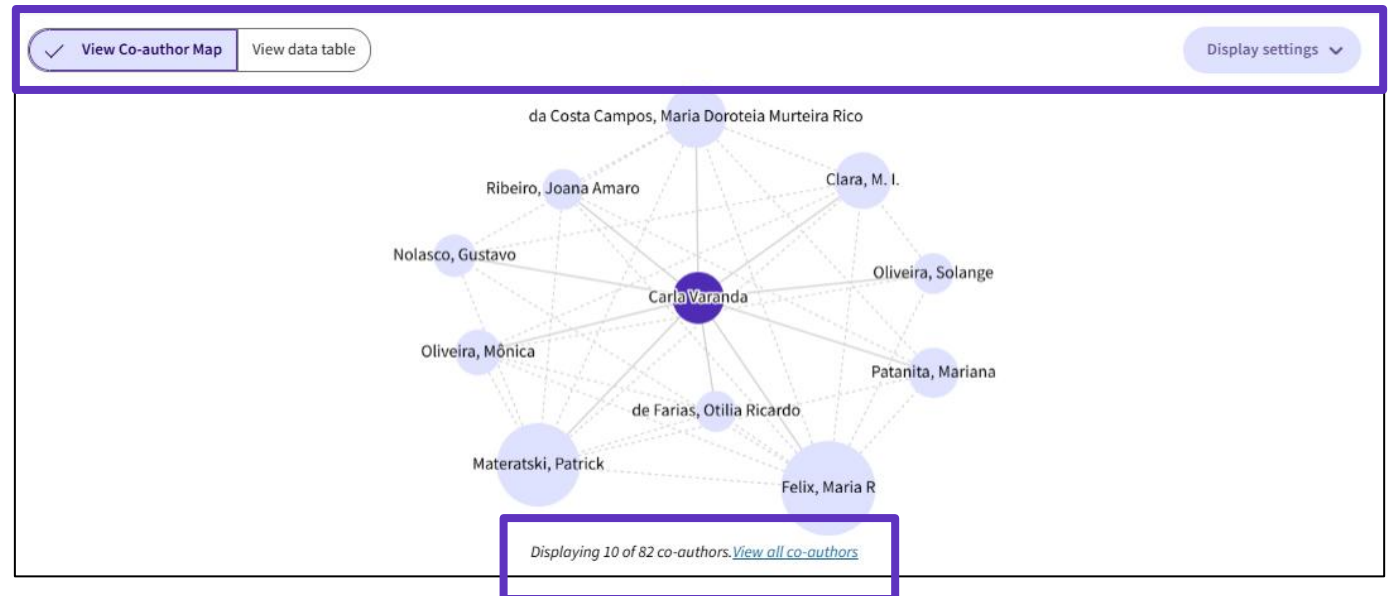 View Co-author Map
View data table
Display settings
da Costa Campos, Maria Doroteia Murteira Rico
Clara, M. I.
Ribeiro, Joana Amaro
Nolasco, Gustavo
Oliveira, Solange
Carla Varanda
Oliveira, Mônica
Patanita, Mariana
de Farias, Otilia Ricardo
Materatski, Patrick
Felix, Maria R
Displaying 10 of 82 co-authors.View all co-authors